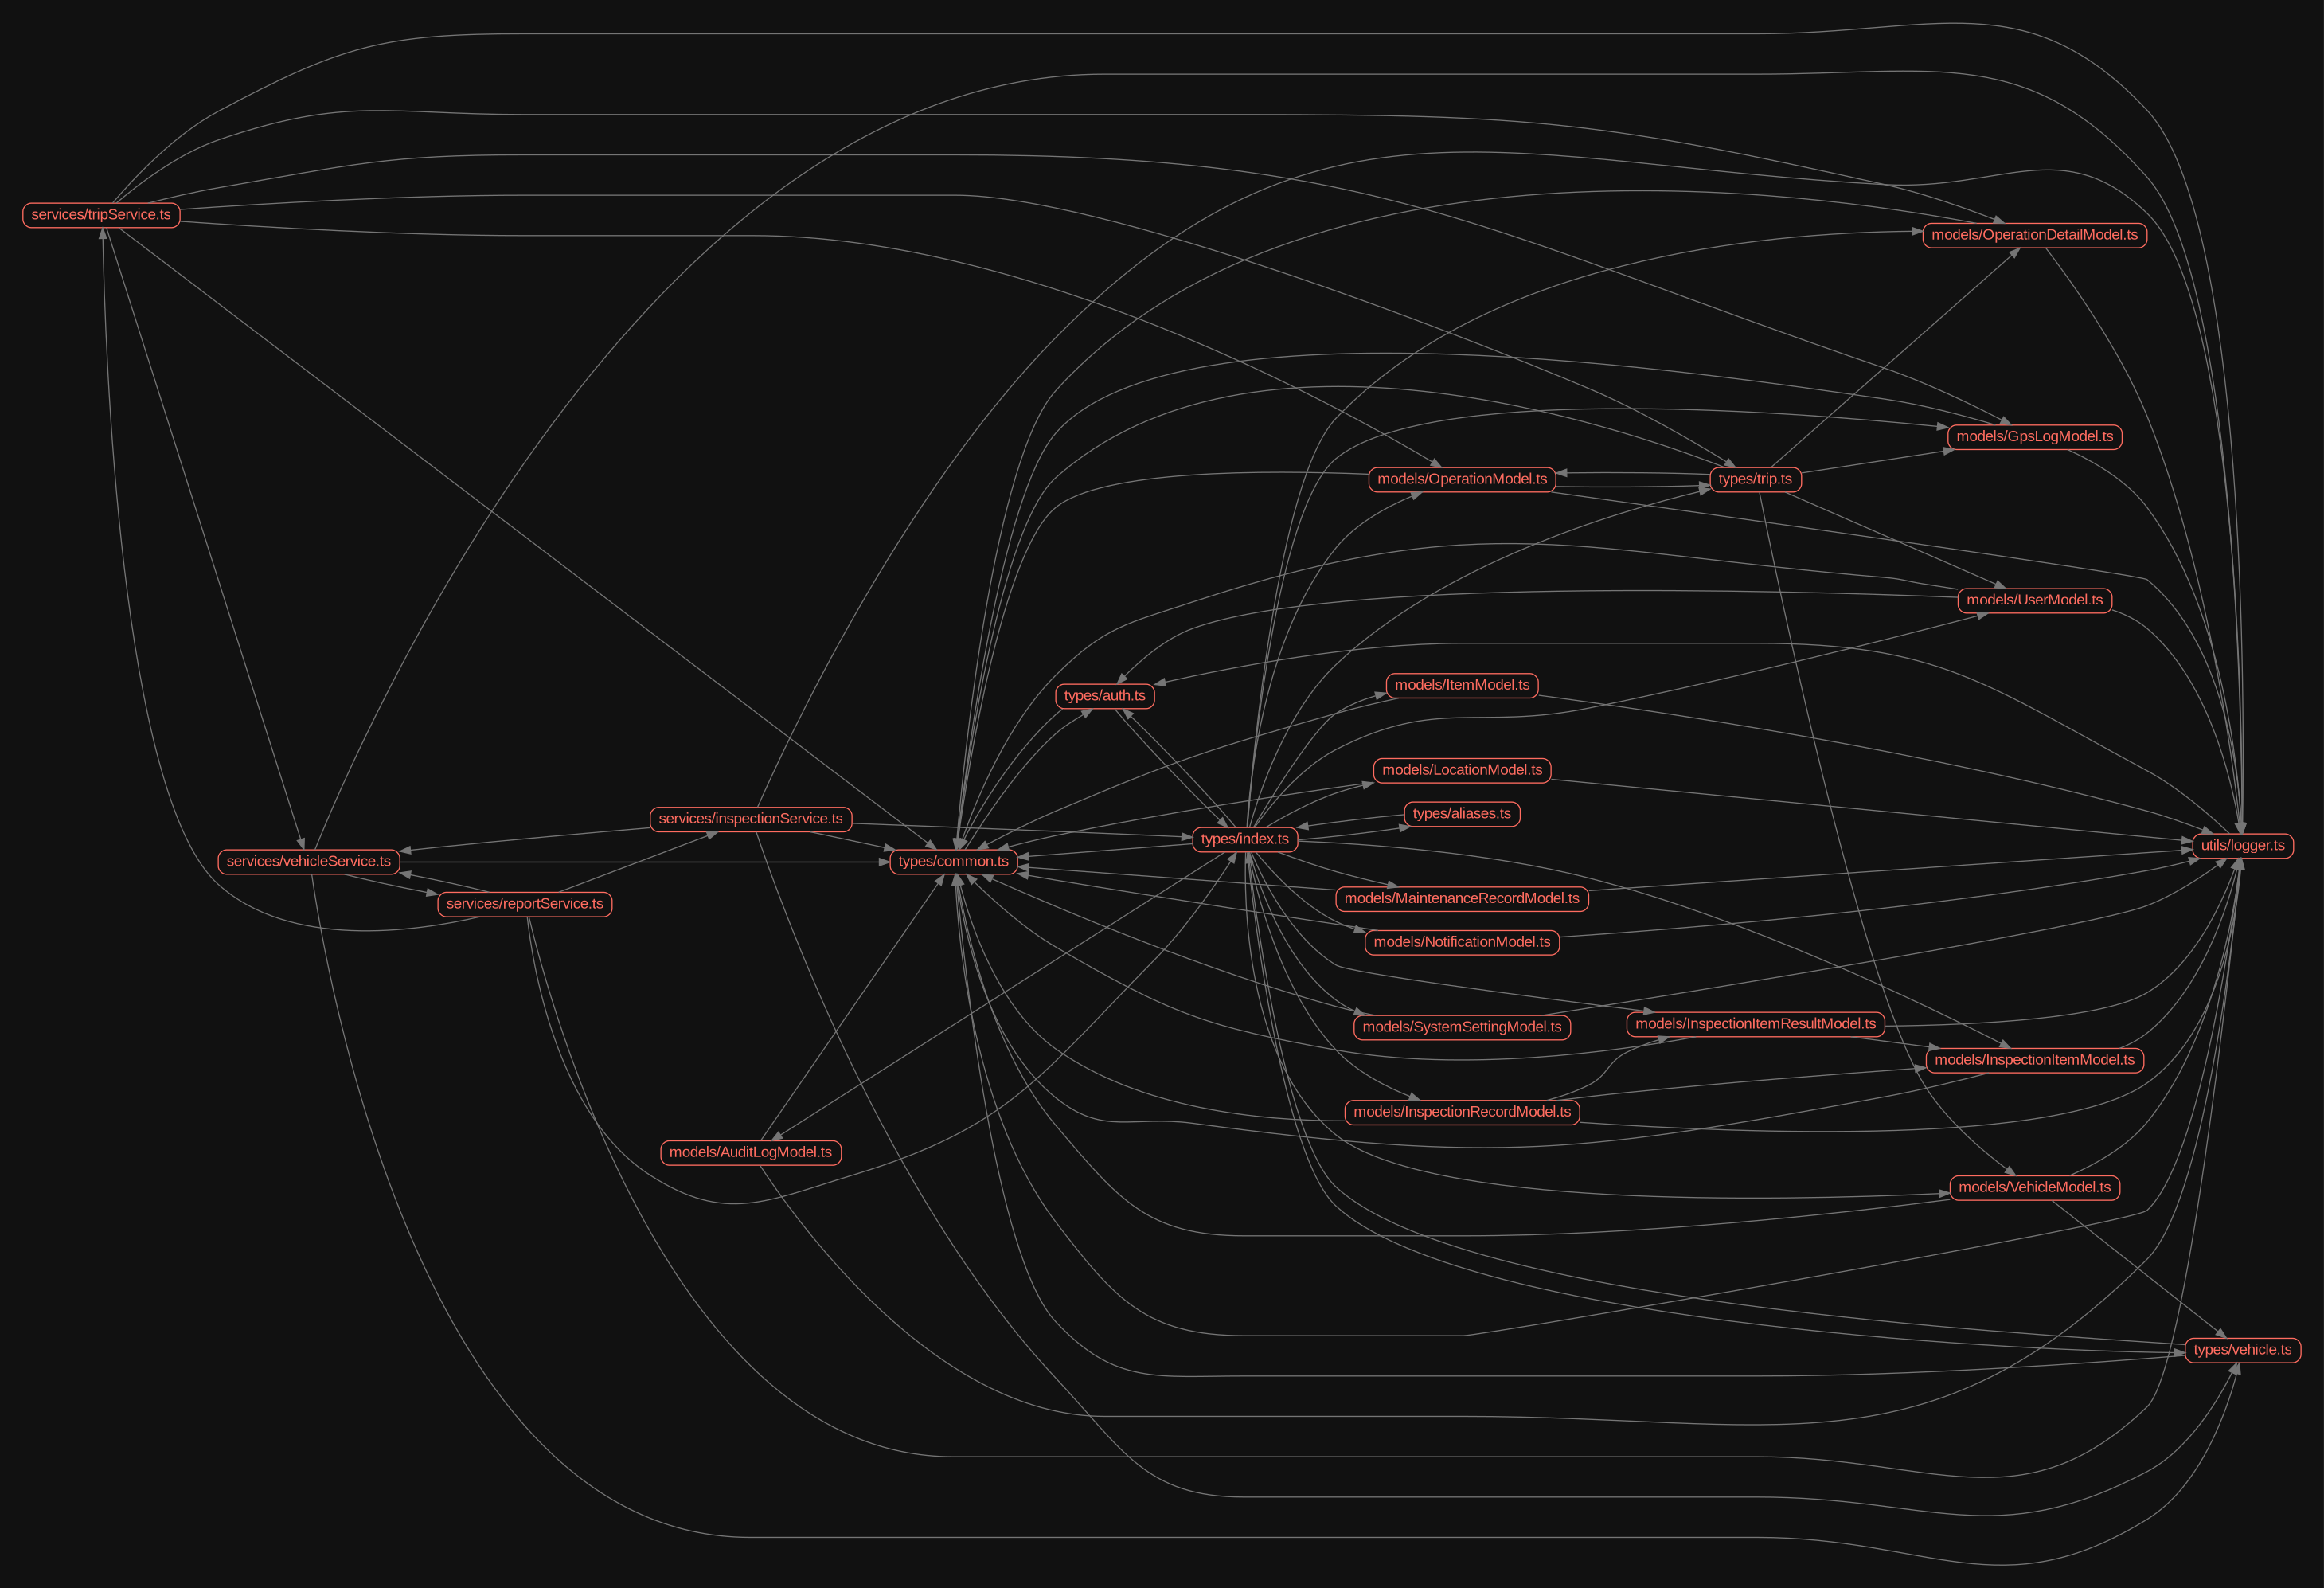 services/tripService.ts
models/OperationDetailModel.ts
models/GpsLogModel.ts
models/OperationModel.ts
types/trip.ts
models/UserModel.ts
types/auth.ts
models/ItemModel.ts
models/LocationModel.ts
types/aliases.ts
services/inspectionService.ts
types/index.ts
utils/logger.ts
services/vehicleService.ts
types/common.ts
services/reportService.ts
models/MaintenanceRecordModel.ts
models/NotificationModel.ts
models/SystemSettingModel.ts
models/InspectionItemResultModel.ts
models/InspectionItemModel.ts
models/InspectionRecordModel.ts
models/AuditLogModel.ts
models/VehicleModel.ts
types/vehicle.ts